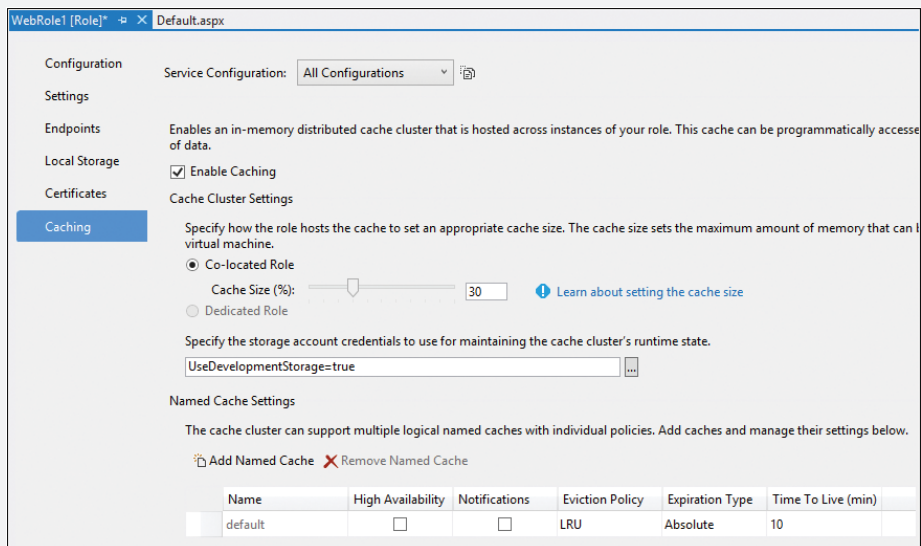 WebRole1 [Role]* Default.aspx
Configuration
Settings
Endpoints
Local Storage
Certificates
Caching
Service Configuration: All Configurations
Enables an in-memory distributed cache cluster that is hosted across instances of your role. This cache can be programmatically accesse
of data.
Enable Caching
Cache Cluster Settings
Specify how the role hosts the cache to set an appropriate cache size. The cache size sets the maximum amount of memory that can
virtual machine.
Co-located Role
Cache Size (%): 30 Learn about setting the cache size
Dedicated Role
Specify the storage account credentials to use for maintaining the cache cluster's runtime state.
UseDevelopmentStorage=true ...
Named Cache Settings
The cache cluster can support multiple logical named caches with individual policies. Add caches and manage their settings below.
Add Named Cache Remove Named Cache
Name High Availability Notifications Eviction Policy Expiration Type Time To Live (min)
default LRU Absolute 10